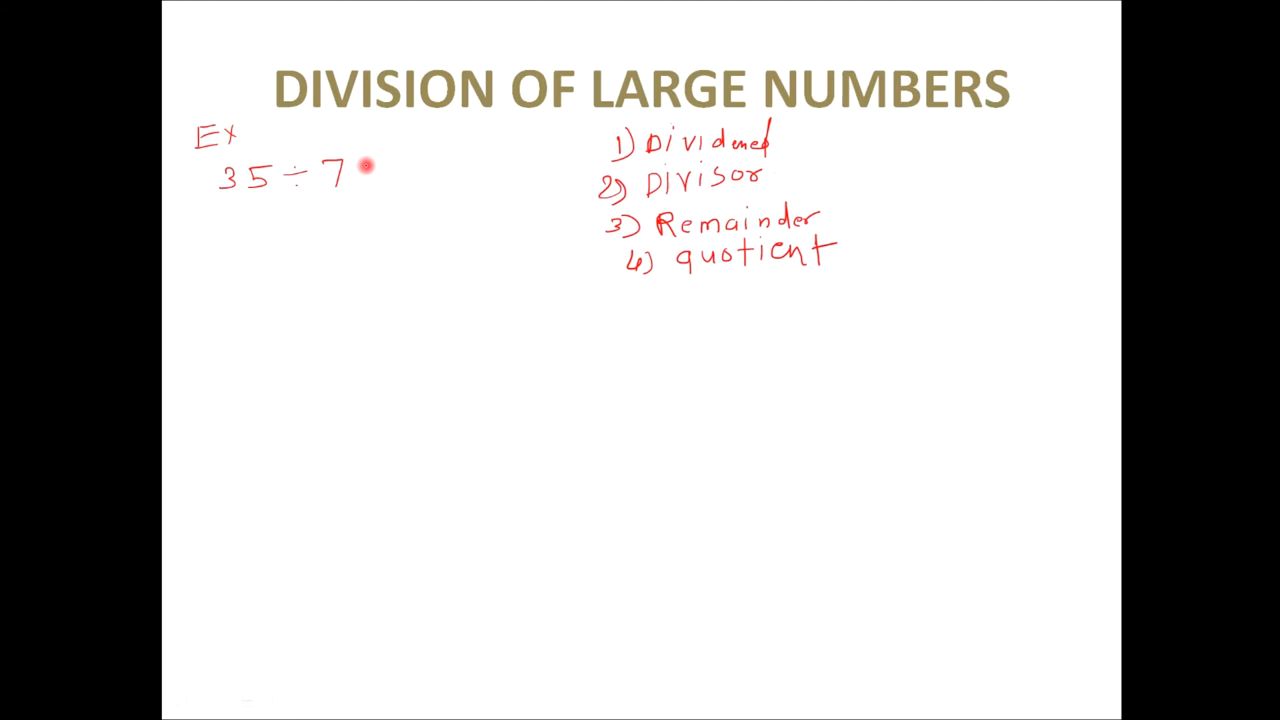 DIVISION OF LARGE NUMBERS
Ex
35 ÷ 7
1) Dividend
2) Divisor
3) Remainder
4) quotient